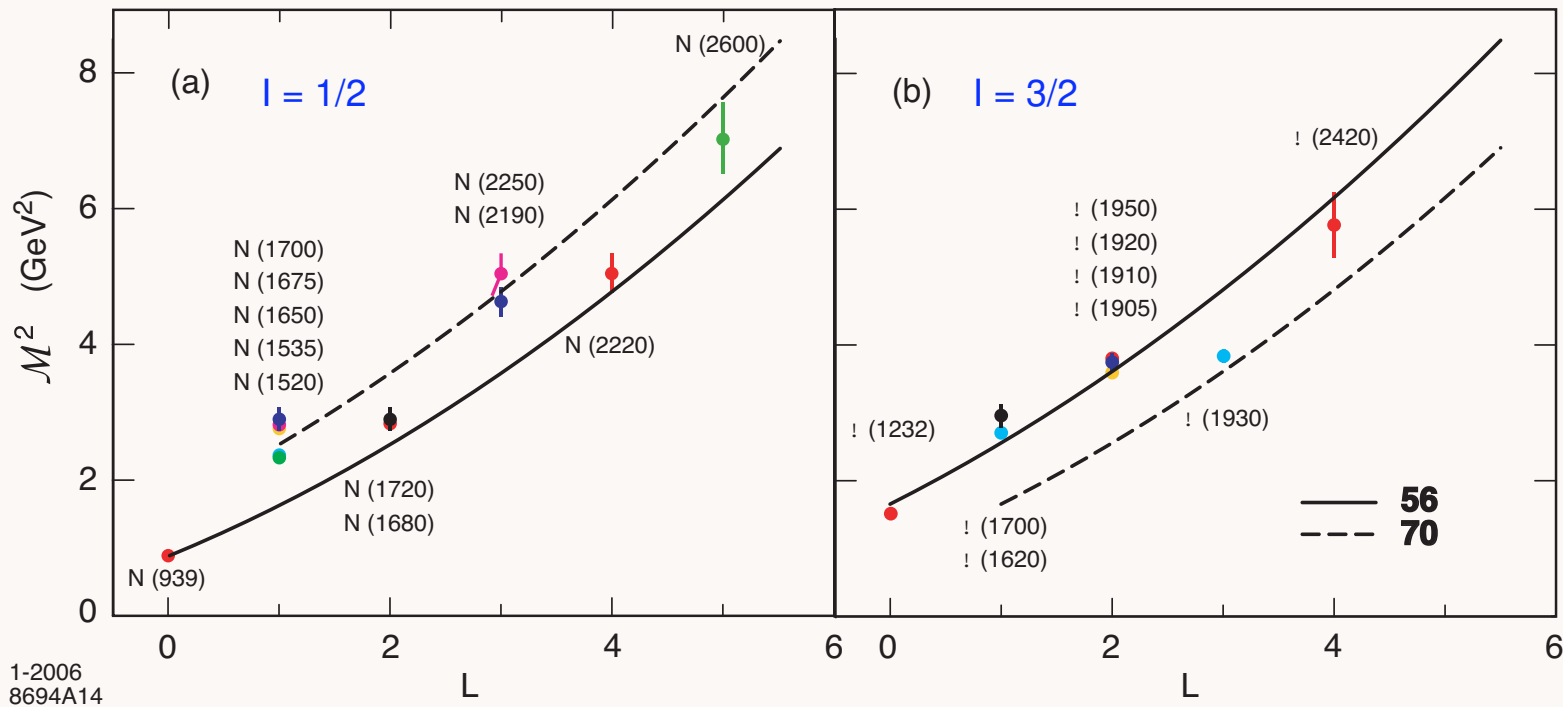 (a) I = 1/2
N (2600)
N (2250)
N (2190)
N (1700)
N (1675)
N (1650)
N (1535)
N (1520)
N (2220)
N (1720)
N (1680)
N (939)
8
6
4
2
0
ℳ² (GeV²)
0 2 4 6
L
(b) I = 3/2
! (2420)
! (1950)
! (1920)
! (1910)
! (1905)
! (1232)
! (1930)
! (1700)
! (1620)
56
70
0 2 4 6
L
1-2006
8694A14